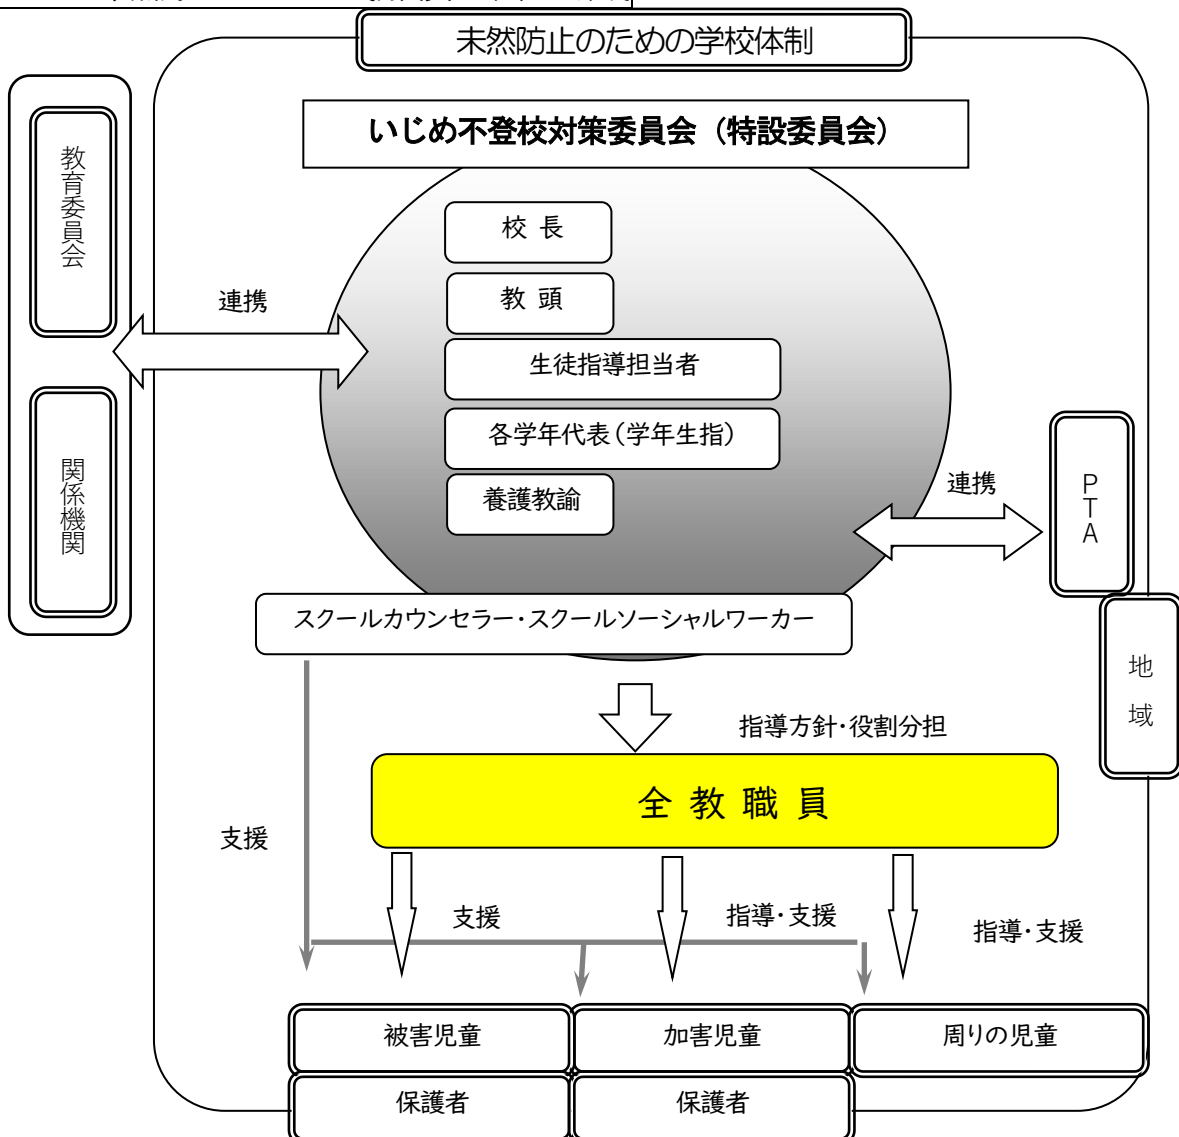 未然防止のための学校体制
いじめ不登校対策委員会（特設委員会）
教育委員会
関係機関
連携
校 長
教 頭
生徒指導担当者
各学年代表(学年生指)
養護教諭
連携
PTA
地 域
スクールカウンセラー・スクールソーシャルワーカー
指導方針・役割分担
全 教 職 員
支援
支援
指導・支援
指導・支援
被害児童
加害児童
周りの児童
保護者
保護者